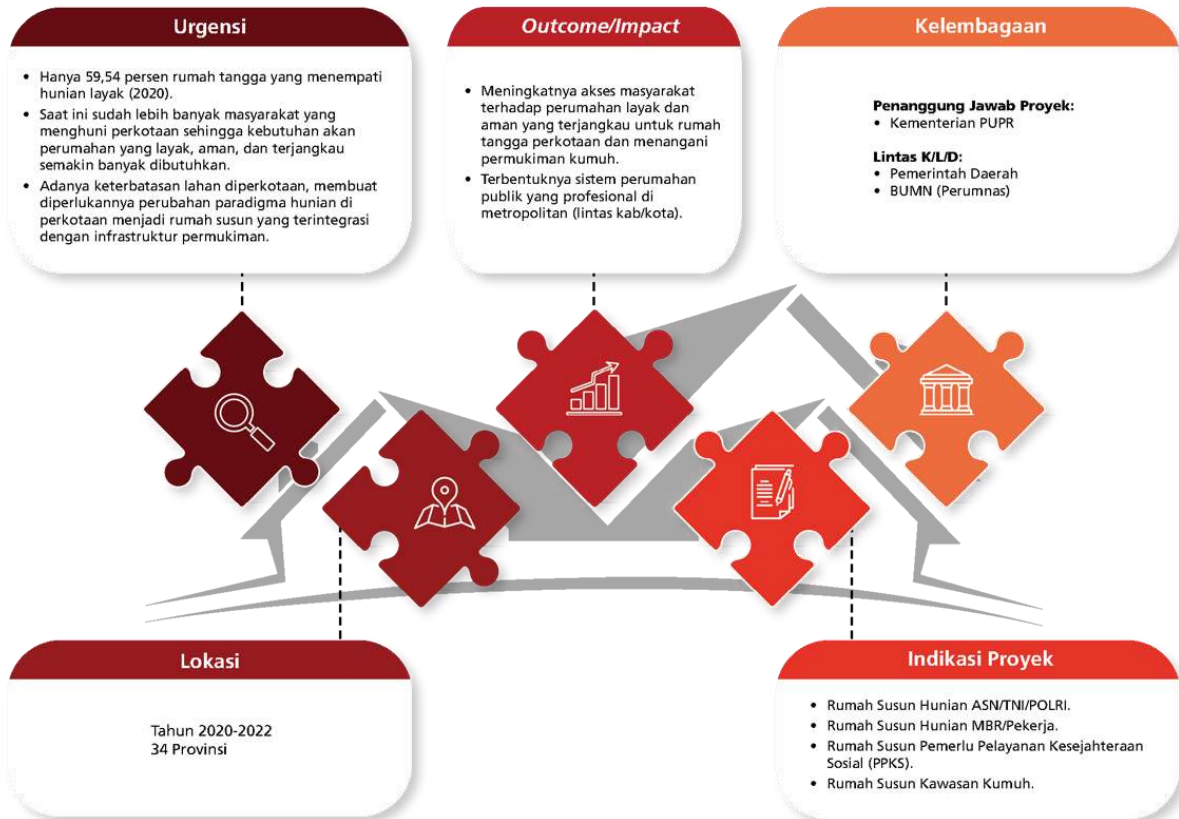 Urgensi
• Hanya 59,54 persen rumah tangga yang menempati
hunian layak (2020).
• Saat ini sudah lebih banyak masyarakat yang
menghuni perkotaan sehingga kebutuhan akan
perumahan yang layak, aman, dan terjangkau
semakin banyak dibutuhkan.
• Adanya keterbatasan lahan diperkotaan, membuat
diperlukannya perubahan paradigma hunian di
perkotaan menjadi rumah susun yang terintegrasi
dengan infrastruktur permukiman.
Outcome/Impact
• Meningkatnya akses masyarakat
terhadap perumahan layak dan
aman yang terjangkau untuk rumah
tangga perkotaan dan menangani
permukiman kumuh.
• Terbentuknya sistem perumahan
publik yang profesional di
metropolitan (lintas kab/kota).
Kelembagaan
Penanggung Jawab Proyek:
• Kementerian PUPR
Lintas K/L/D:
• Pemerintah Daerah
• BUMN (Perumnas)
Lokasi
Tahun 2020-2022
34 Provinsi
Indikasi Proyek
• Rumah Susun Hunian ASN/TNI/POLRI.
• Rumah Susun Hunian MBR/Pekerja.
• Rumah Susun Pemerlu Pelayanan Kesejahteraan
Sosial (PPKS).
• Rumah Susun Kawasan Kumuh.